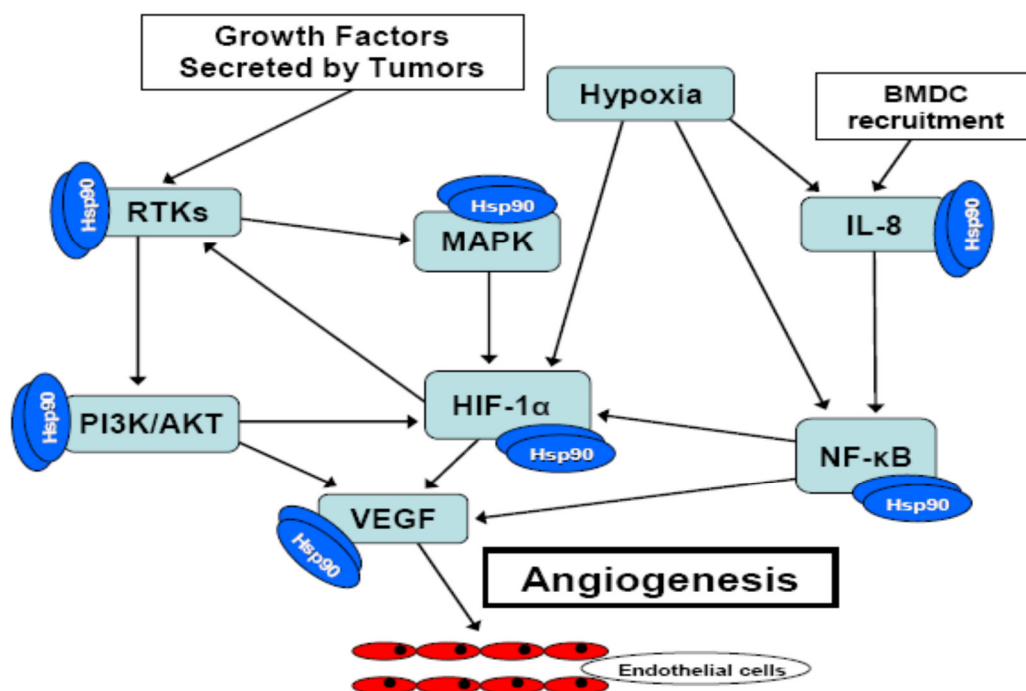 Growth Factors
Secreted by Tumors
Hypoxia
BMDC
recruitment
Hsp90
RTKs
Hsp90
MAPK
IL-8
Hsp90
Hsp90
PI3K/AKT
HIF-1α
Hsp90
NF-κB
Hsp90
VEGF
Hsp90
Angiogenesis
Endothelial cells